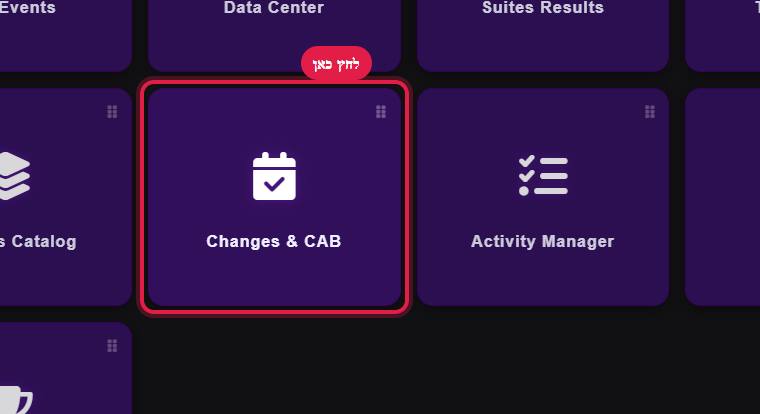 Events
Data Center
Suites Results
לחץ כאן
s Catalog
Changes & CAB
Activity Manager